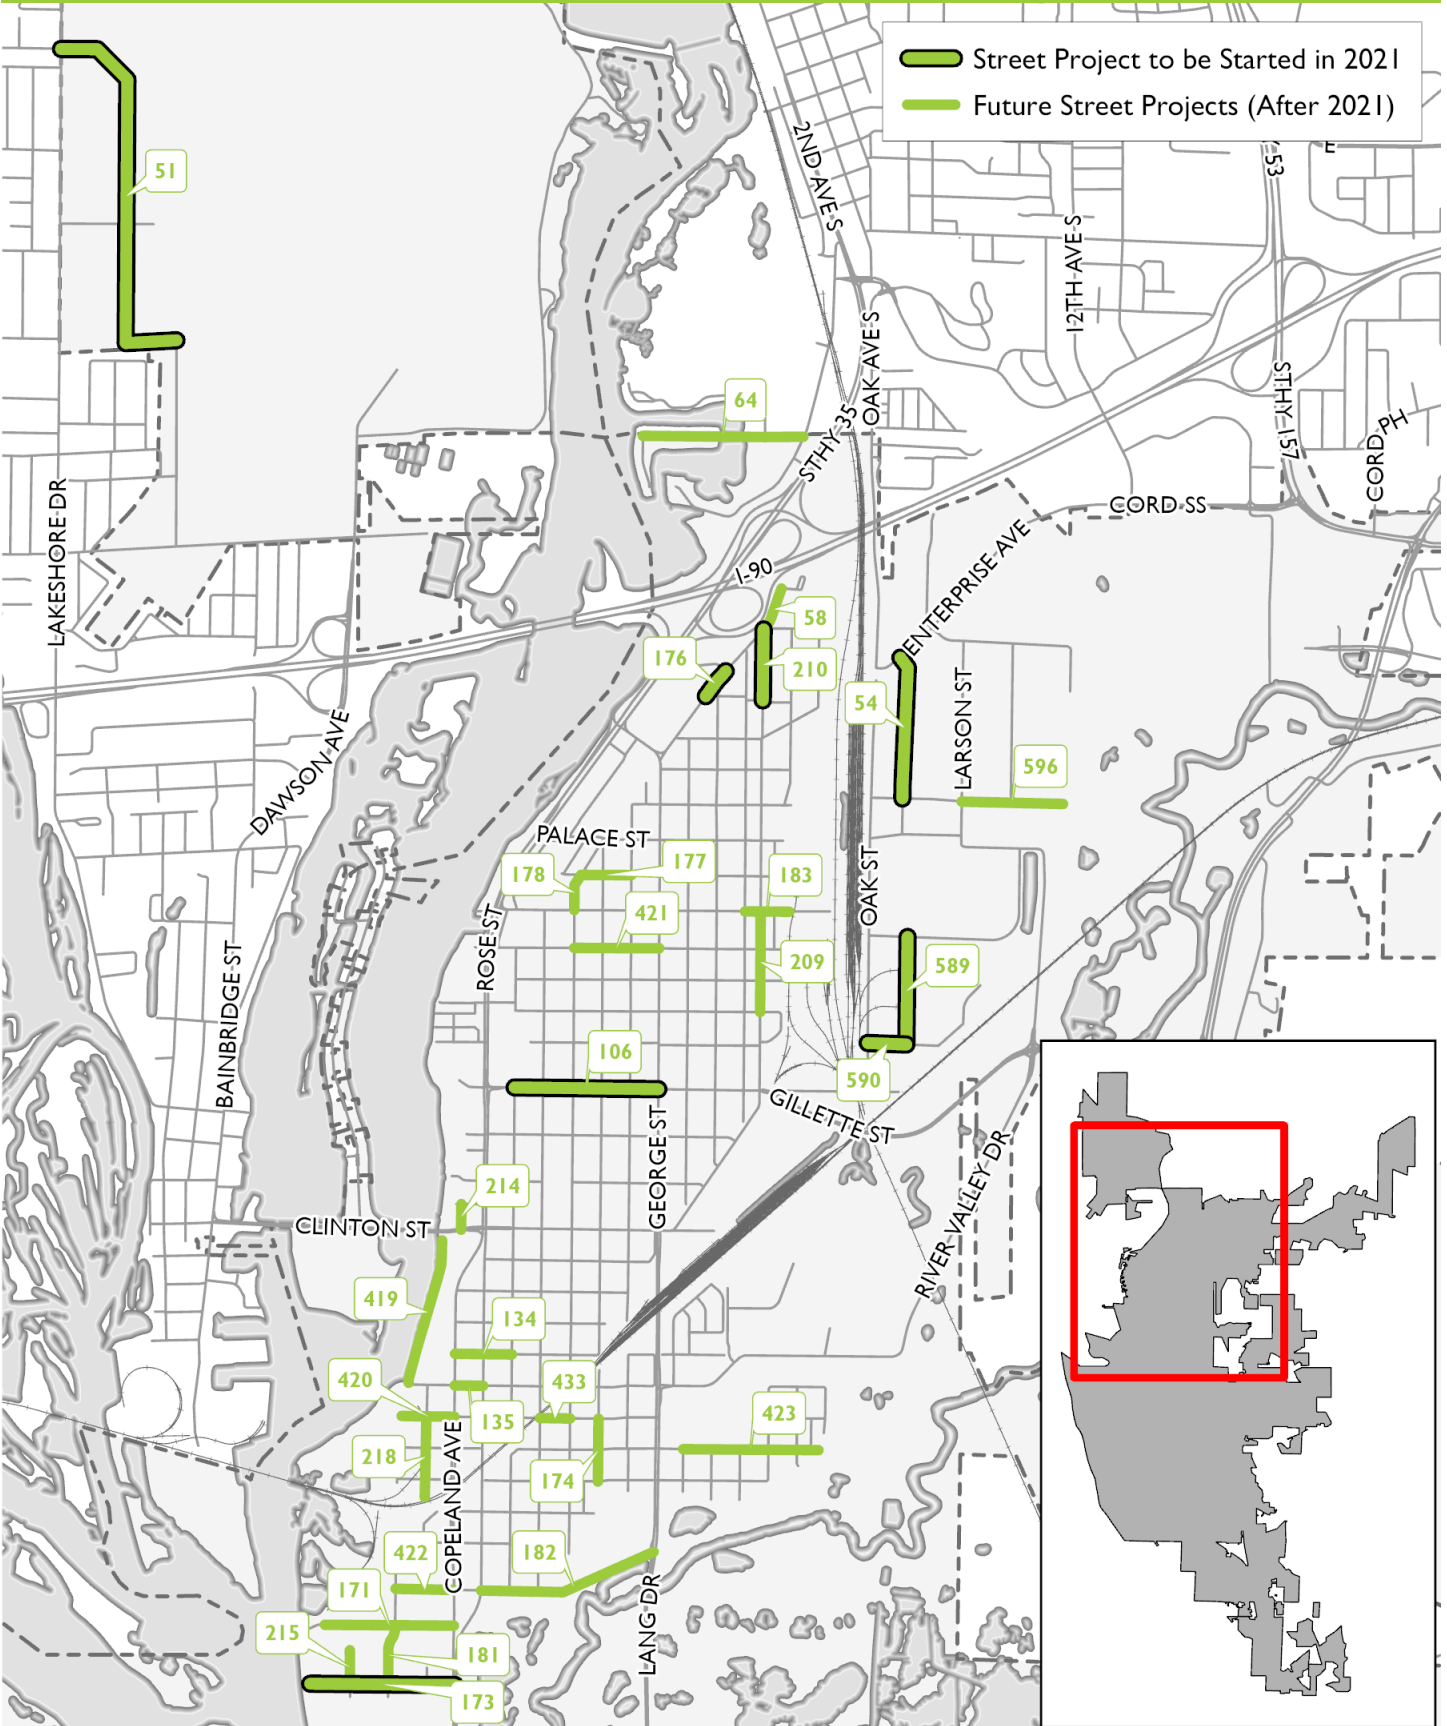 Street Project to be Started in 2021
Future Street Projects (After 2021)
2ND AVE S
53
E
51
12TH AVE S
OAK AVE S
64
STHY 35
STHY 157
CORD PH
LAKESHORE DR
CORD SS
ENTERPRISE AVE
I-90
58
176
210
54
LARSON ST
DAWSON AVE
596
PALACE ST
177
178
183
421
OAK ST
ROSE ST
209
589
BAINBRIDGE ST
106
590
GILLETTE ST
GEORGE ST
RIVER VALLEY DR
214
CLINTON ST
419
134
420
433
135
423
218
174
COPELAND AVE
422
182
171
LANG DR
215
181
173